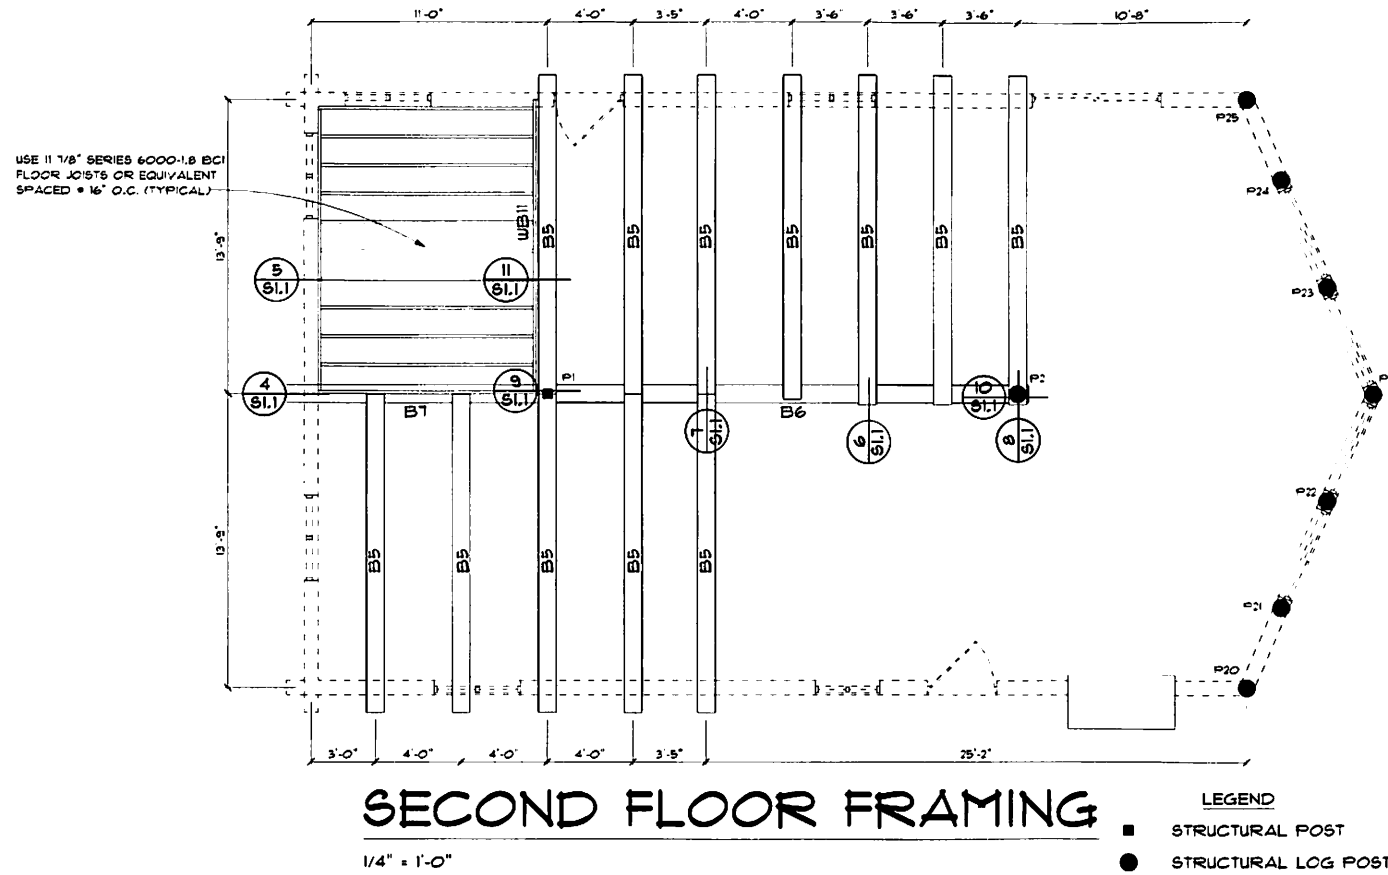 11'-0" 4'-0" 3'-5" 4'-0" 3'-6" 3'-6" 3'-6" 10'-8"
P25
USE 11 7/8" SERIES 6000-1.8 BCI
FLOOR JOISTS OR EQUIVALENT
SPACED @ 16" O.C. (TYPICAL)
P24
13'-9"
WB11
B5 B5 B5 B5 B5 B5 B5
5
S1.1
11
S1.1
P23
4
S1.1
9
S1.1
P1
10
S1.1
P2
P
B7
B6
7
S1.1
6
S1.1
8
S1.1
P22
13'-9"
B5 B5 B5 B5 B5
P21
P20
3'-0" 4'-0" 4'-0" 4'-0" 3'-5" 25'-2"
SECOND FLOOR FRAMING
1/4" = 1'-0"
LEGEND
STRUCTURAL POST
STRUCTURAL LOG POST